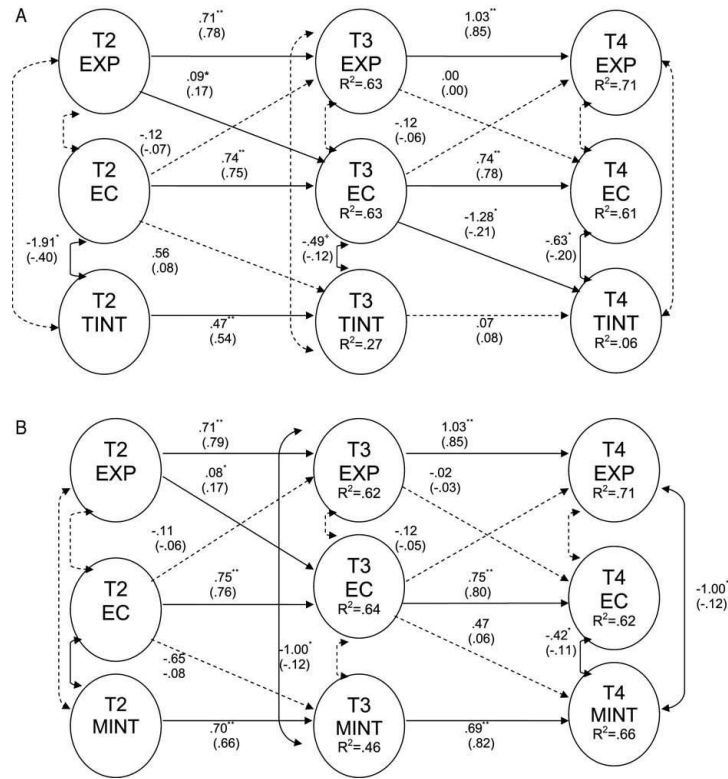 A
.71**
(.78)
1.03**
(.85)
T2
EXP
T3
EXP
R²=.63
T4
EXP
R²=.71
.09*
(.17)
.00
(.00)
-.12
(-.07)
-.12
(-.06)
T2
EC
.74**
(.75)
T3
EC
R²=.63
.74**
(.78)
T4
EC
R²=.61
-1.28*
(-.21)
-1.91*
(-.40)
.56
(.08)
-.49+
(-.12)
-.63*
(-.20)
T2
TINT
.47**
(.54)
T3
TINT
R²=.27
.07
(.08)
T4
TINT
R²=.06
B
.71**
(.79)
1.03**
(.85)
T2
EXP
T3
EXP
R²=.62
T4
EXP
R²=.71
.08*
(.17)
-.02
(-.03)
-.11
(-.06)
-.12
(-.05)
T2
EC
.75**
(.76)
T3
EC
R²=.64
.75**
(.80)
T4
EC
R²=.62
-1.00*
(-.12)
.47
(.06)
-.65
-.08
-1.00*
(-.12)
-.42*
(-.11)
T2
MINT
.70**
(.66)
T3
MINT
R²=.46
.69**
(.82)
T4
MINT
R²=.66